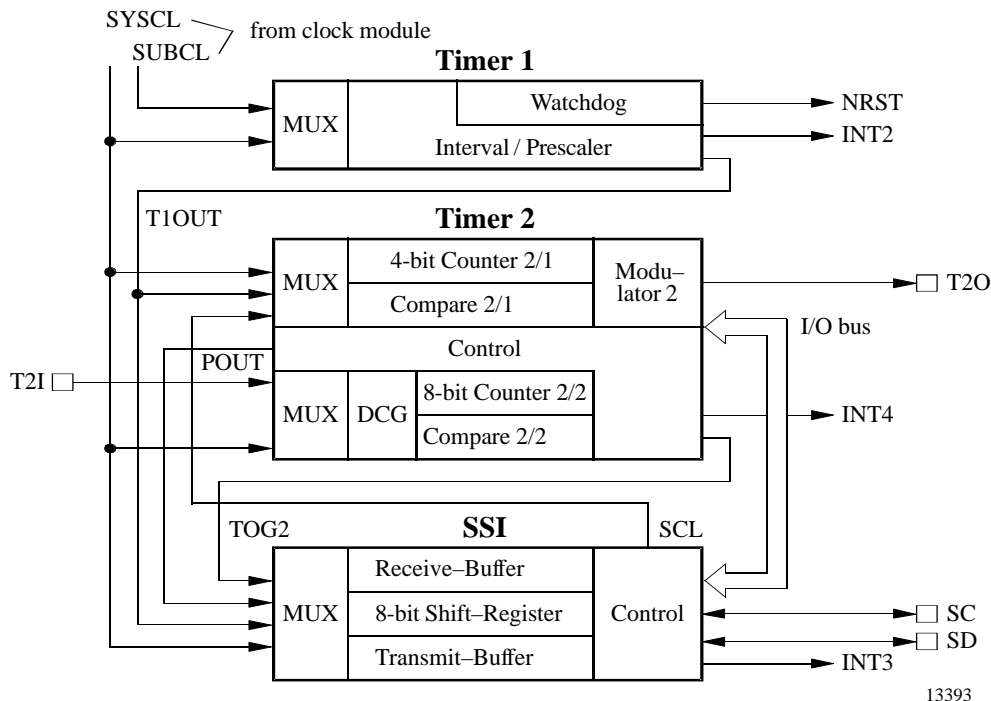 SYSCL
SUBCL
from clock module
Timer 1
MUX
Watchdog
Interval / Prescaler
NRST
INT2
T1OUT
Timer 2
MUX
4-bit Counter 2/1
Compare 2/1
Modu–
lator 2
T2O
I/O bus
Control
POUT
T2I
MUX
DCG
8-bit Counter 2/2
Compare 2/2
INT4
TOG2
SSI
SCL
MUX
Receive–Buffer
8-bit Shift–Register
Transmit–Buffer
Control
SC
SD
INT3
13393